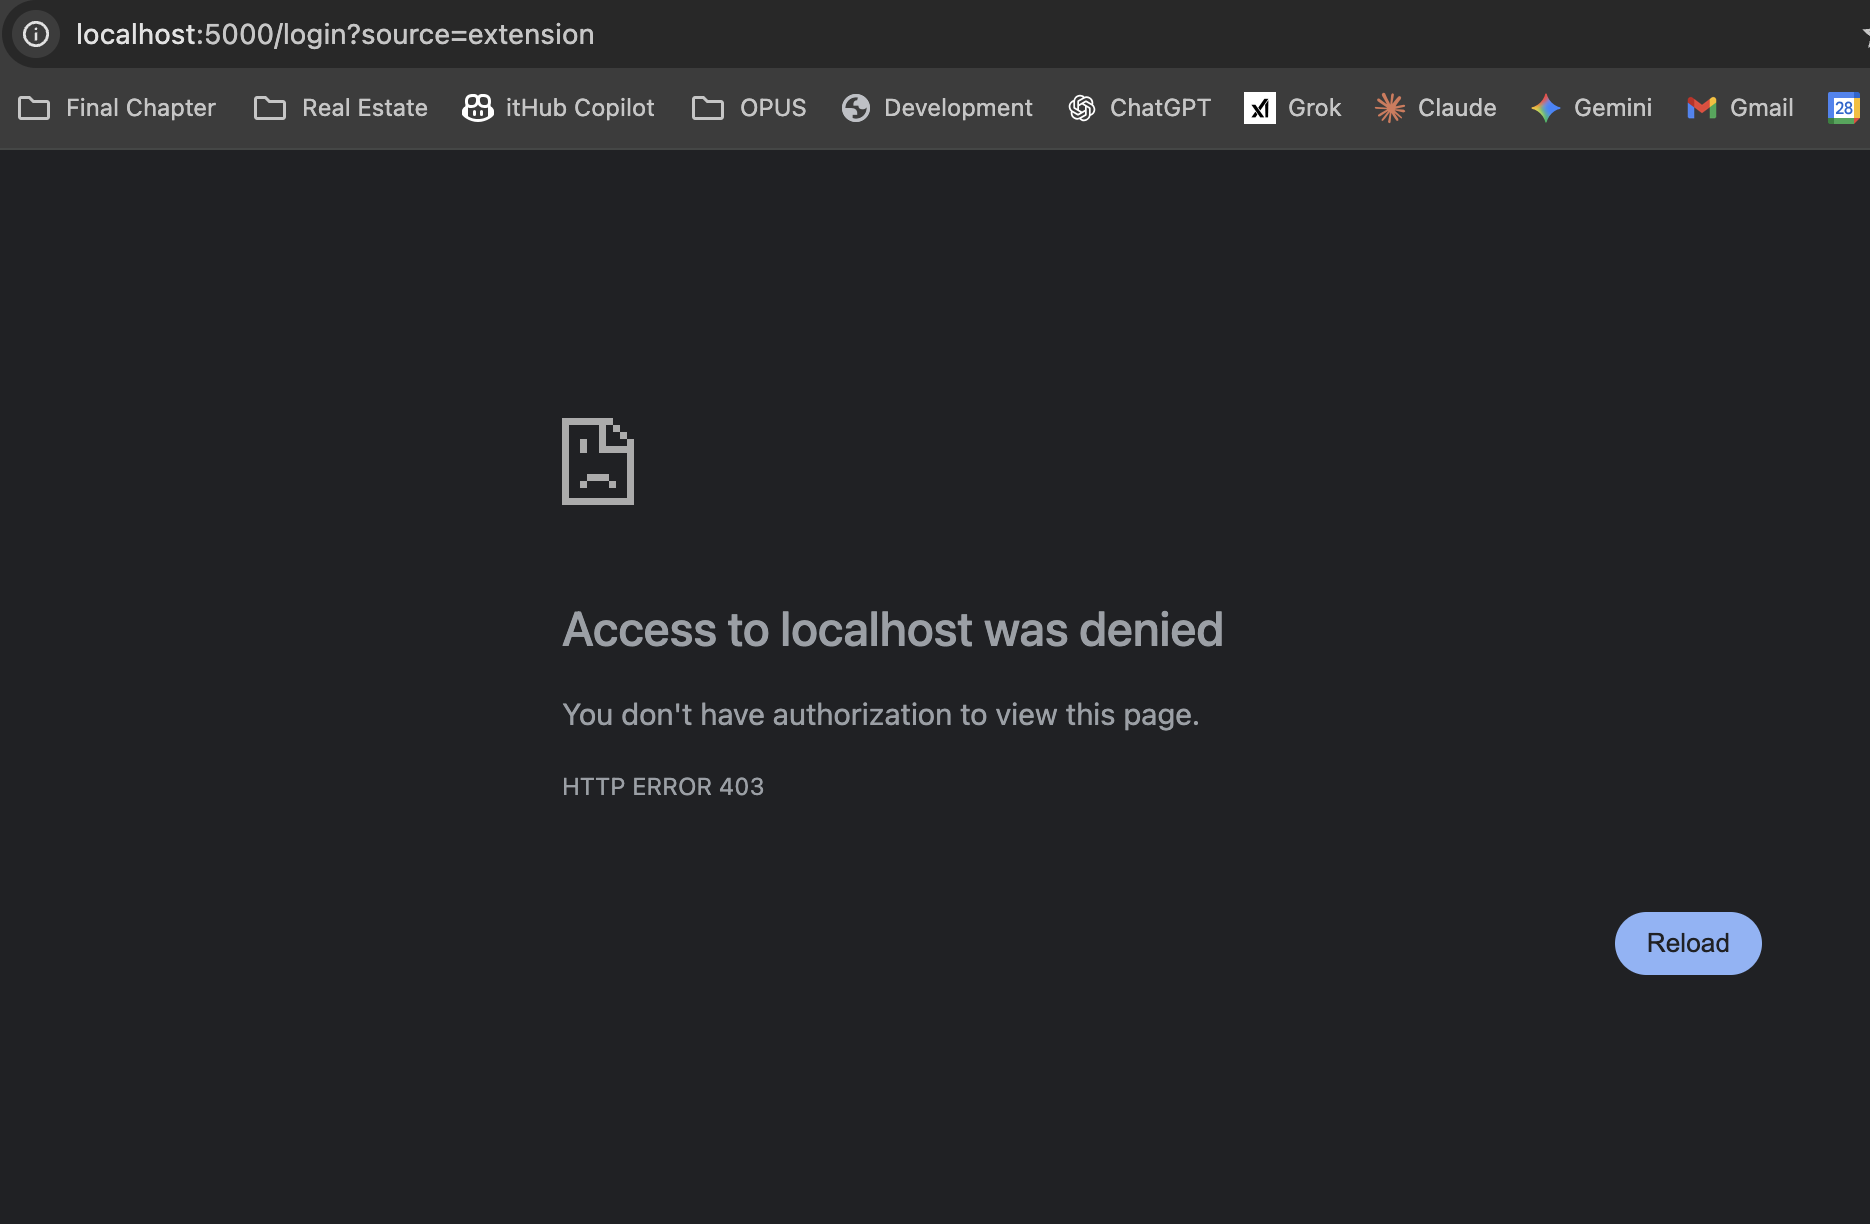 localhost:5000/login?source=extension
Final Chapter Real Estate itHub Copilot OPUS Development ChatGPT Grok Claude Gemini Gmail 28
Access to localhost was denied
You don't have authorization to view this page.
HTTP ERROR 403
Reload